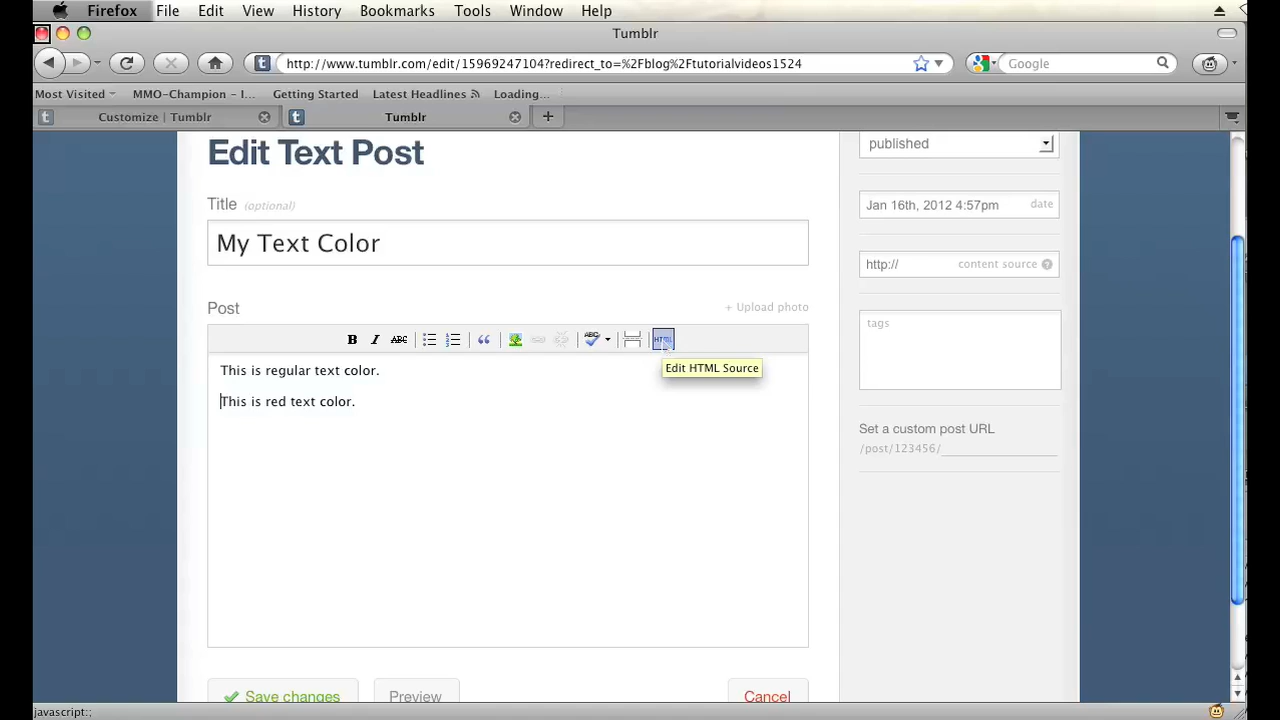 Firefox File Edit View History Bookmarks Tools Window Help
Tumblr
http://www.tumblr.com/edit/15969247104?redirect_to=%2Fblog%2Ftutorialvideos1524
Google
Most Visited MMO-Champion - I... Getting Started Latest Headlines Loading...
Customize | Tumblr
Tumblr
Edit Text Post
published
Title (optional)
Jan 16th, 2012 4:57pm date
My Text Color
http:// content source ?
Post
+ Upload photo
tags
B I ABC ABC HTML
Edit HTML Source
This is regular text color.
This is red text color.
Set a custom post URL
/post/123456/
Save changes
Preview
Cancel
javascript:;